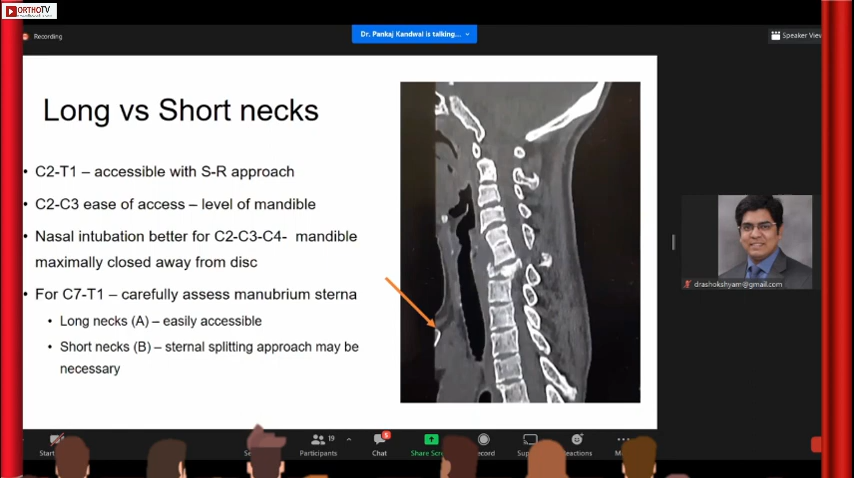 ORTHOTV
Recording
Dr. Pankaj Kandwal is talking...
Speaker View
Long vs Short necks
• C2-T1 – accessible with S-R approach
• C2-C3 ease of access – level of mandible
• Nasal intubation better for C2-C3-C4- mandible
maximally closed away from disc
• For C7-T1 – carefully assess manubrium sterna
• Long necks (A) – easily accessible
• Short necks (B) – sternal splitting approach may be
necessary
drashokshyam@gmail.com
19
5
Start
Participants
Chat
Share Scr